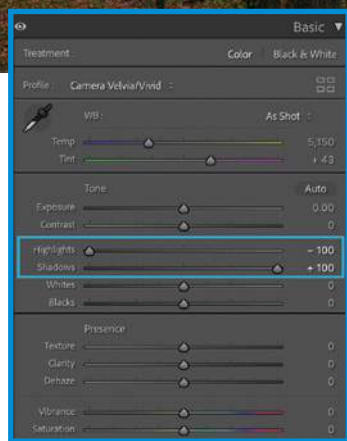 Basic
Treatment: Color Black & White
Profile: Camera Velvia/Vivid
WB: As Shot
Temp 5,150
Tint + 43
Tone Auto
Exposure 0.00
Contrast 0
Highlights − 100
Shadows + 100
Whites 0
Blacks 0
Presence
Texture 0
Clarity 0
Dehaze 0
Vibrance 0
Saturation 0